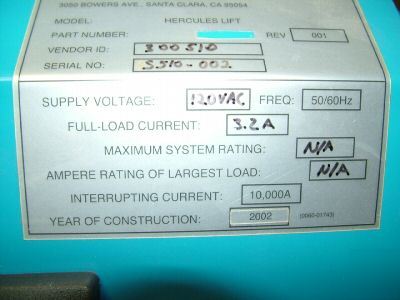 3050 BOWERS AVE., SANTA CLARA, CA 95054
MODEL: HERCULES LIFT
PART NUMBER: REV 001
VENDOR ID: 300510
SERIAL NO: S510-002
SUPPLY VOLTAGE: 120VAC FREQ: 50/60Hz
FULL-LOAD CURRENT: 3.2A
MAXIMUM SYSTEM RATING: N/A
AMPERE RATING OF LARGEST LOAD: N/A
INTERRUPTING CURRENT: 10,000A
YEAR OF CONSTRUCTION: 2002 (0060-01743)